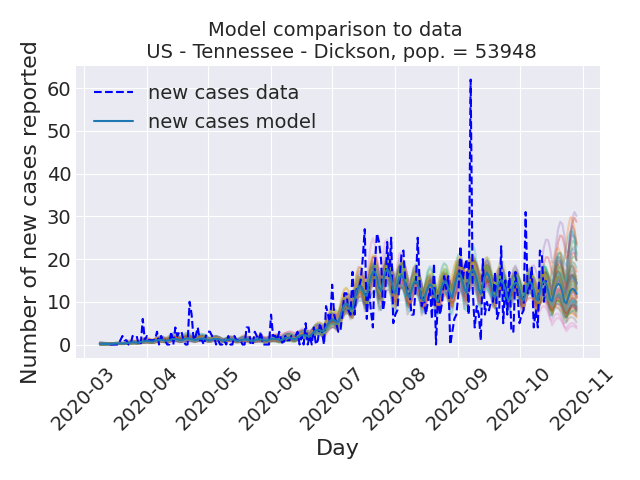 Model comparison to data
US - Tennessee - Dickson, pop. = 53948
Number of new cases reported
60
50
40
30
20
10
0
new cases data
new cases model
2020-03
2020-04
2020-05
2020-06
2020-07
2020-08
2020-09
2020-10
2020-11
Day